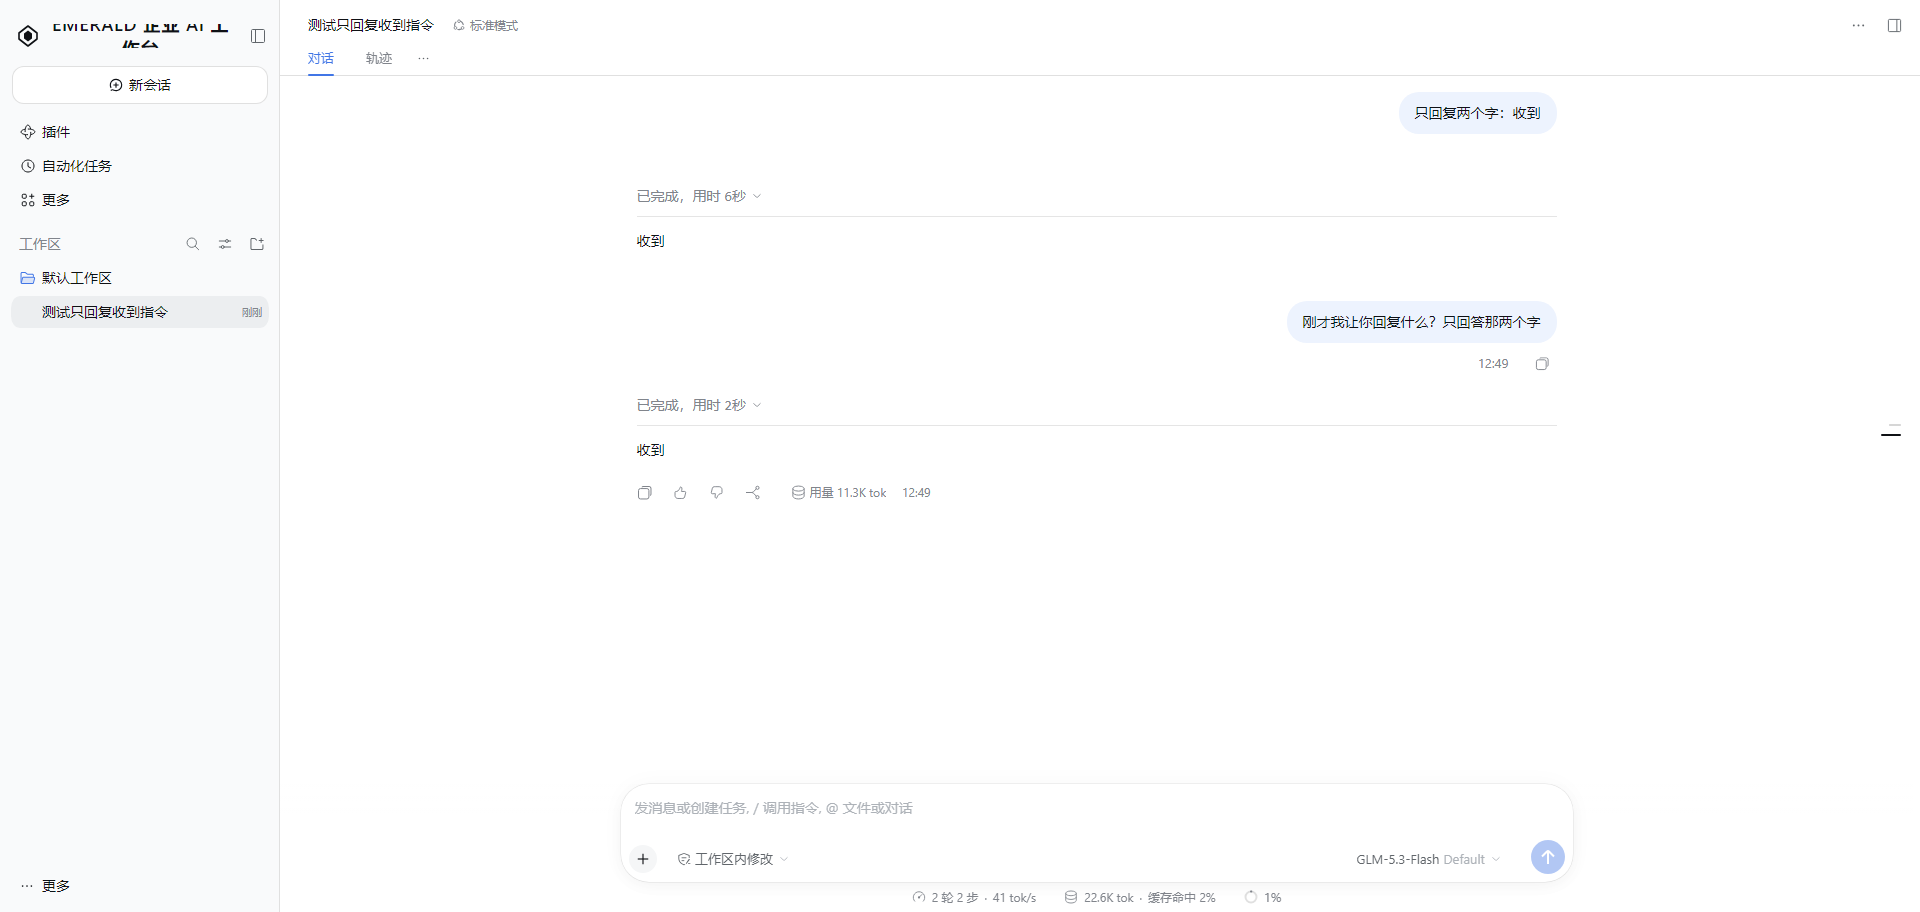 EMERALD 企业 AI 工
作台
新会话
插件
自动化任务
更多
工作区
默认工作区
测试只回复收到指令 刚刚
更多
测试只回复收到指令 标准模式
对话 轨迹 ···
只回复两个字：收到
已完成，用时 6秒
收到
刚才我让你回复什么？只回答那两个字
12:49
已完成，用时 2秒
收到
用量 11.3K tok 12:49
发消息或创建任务, / 调用指令, @ 文件或对话
工作区内修改 GLM-5.3-Flash Default
2 轮 2 步 · 41 tok/s 22.6K tok · 缓存命中 2% 1%